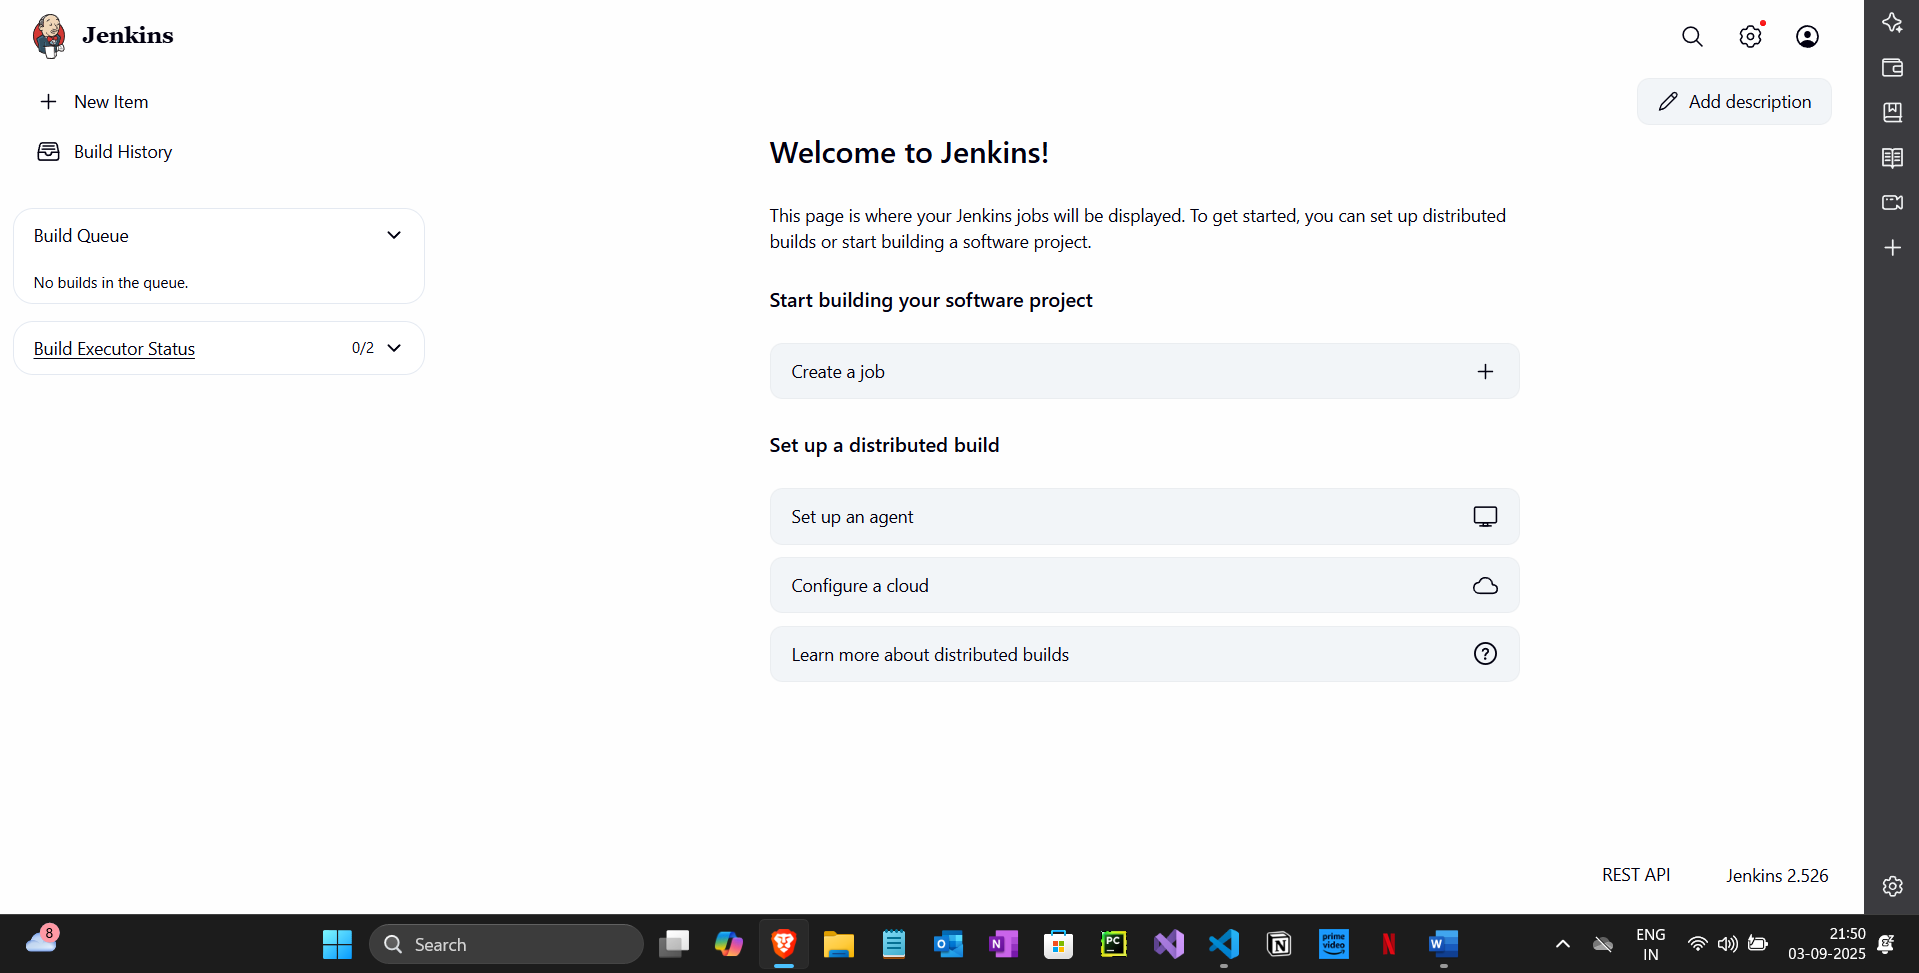 Jenkins
New Item
Build History
Build Queue
No builds in the queue.
Build Executor Status
0/2
Add description
Welcome to Jenkins!
This page is where your Jenkins jobs will be displayed. To get started, you can set up distributed
builds or start building a software project.
Start building your software project
Create a job
Set up a distributed build
Set up an agent
Configure a cloud
Learn more about distributed builds
REST API
Jenkins 2.526
8
Search
O
N
PC
N
prime
video
N
W
ENG
IN
21:50
03-09-2025